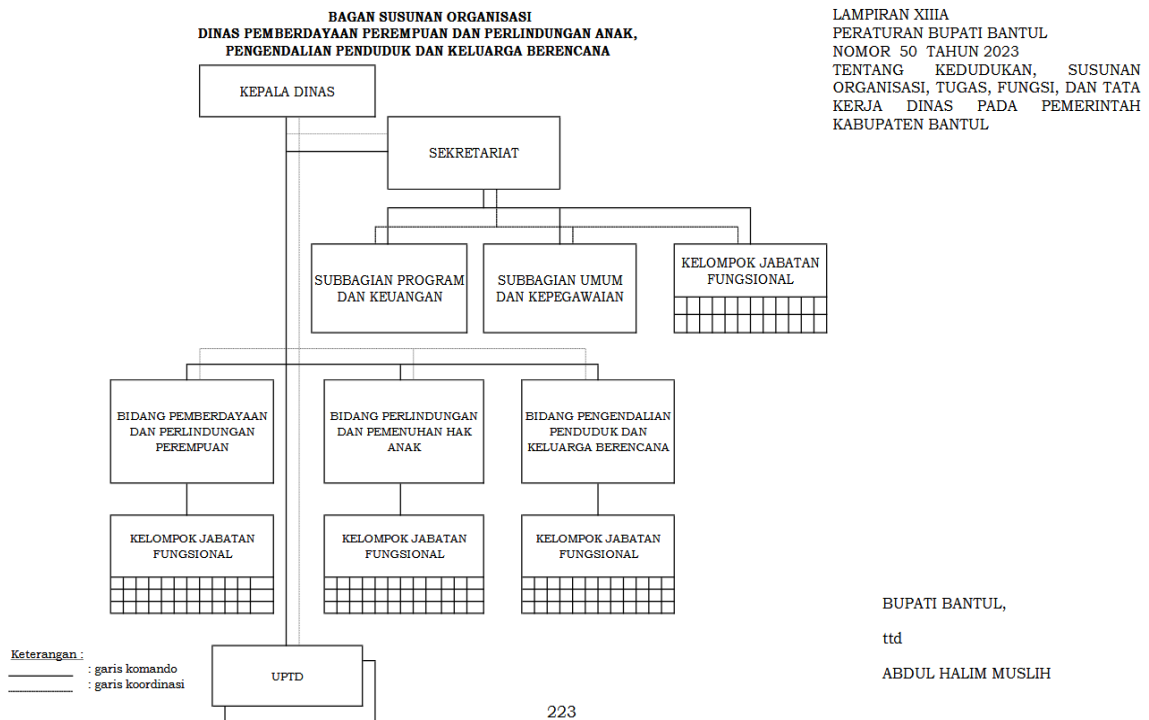 BAGAN SUSUNAN ORGANISASI
DINAS PEMBERDAYAAN PEREMPUAN DAN PERLINDUNGAN ANAK,
PENGENDALIAN PENDUDUK DAN KELUARGA BERENCANA
LAMPIRAN XIIIA
PERATURAN BUPATI BANTUL
NOMOR 50 TAHUN 2023
TENTANG KEDUDUKAN, SUSUNAN
ORGANISASI, TUGAS, FUNGSI, DAN TATA
KERJA DINAS PADA PEMERINTAH
KABUPATEN BANTUL
KEPALA DINAS
SEKRETARIAT
SUBBAGIAN PROGRAM
DAN KEUANGAN
SUBBAGIAN UMUM
DAN KEPEGAWAIAN
KELOMPOK JABATAN
FUNGSIONAL
BIDANG PEMBERDAYAAN
DAN PERLINDUNGAN
PEREMPUAN
BIDANG PERLINDUNGAN
DAN PEMENUHAN HAK
ANAK
BIDANG PENGENDALIAN
PENDUDUK DAN
KELUARGA BERENCANA
KELOMPOK JABATAN
FUNGSIONAL
KELOMPOK JABATAN
FUNGSIONAL
KELOMPOK JABATAN
FUNGSIONAL
UPTD
Keterangan :
: garis komando
: garis koordinasi
BUPATI BANTUL,
ttd
ABDUL HALIM MUSLIH
223